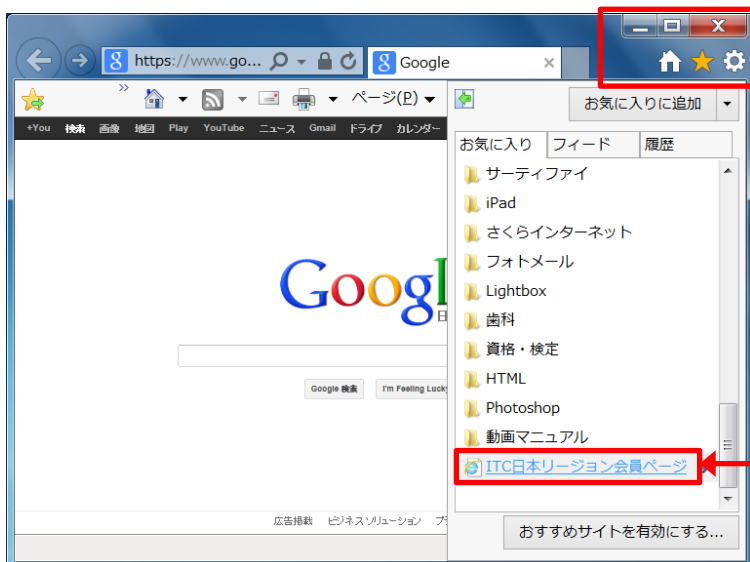 https://www.go...
Google
ページ(P)
お気に入りに追加
+You 検索 画像 地図 Play YouTube ニュース Gmail ドライブ カレンダー
お気に入り フィード 履歴
サーティファイ
iPad
さくらインターネット
フォトメール
Lightbox
歯科
資格・検定
HTML
Photoshop
動画マニュアル
ITC日本リージョン会員ページ
Google
日
Google 検索 I'm Feeling Luck
広告掲載 ビジネス ソリューション プ
おすすめサイトを有効にする...